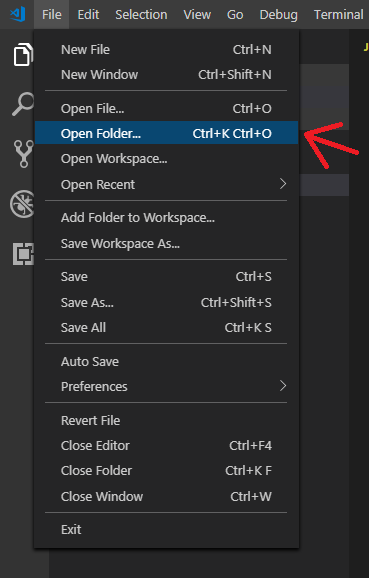 File Edit Selection View Go Debug Terminal
New File Ctrl+N
New Window Ctrl+Shift+N
Open File... Ctrl+O
Open Folder... Ctrl+K Ctrl+O
Open Workspace...
Open Recent
Add Folder to Workspace...
Save Workspace As...
Save Ctrl+S
Save As... Ctrl+Shift+S
Save All Ctrl+K S
Auto Save
Preferences
Revert File
Close Editor Ctrl+F4
Close Folder Ctrl+K F
Close Window Ctrl+W
Exit